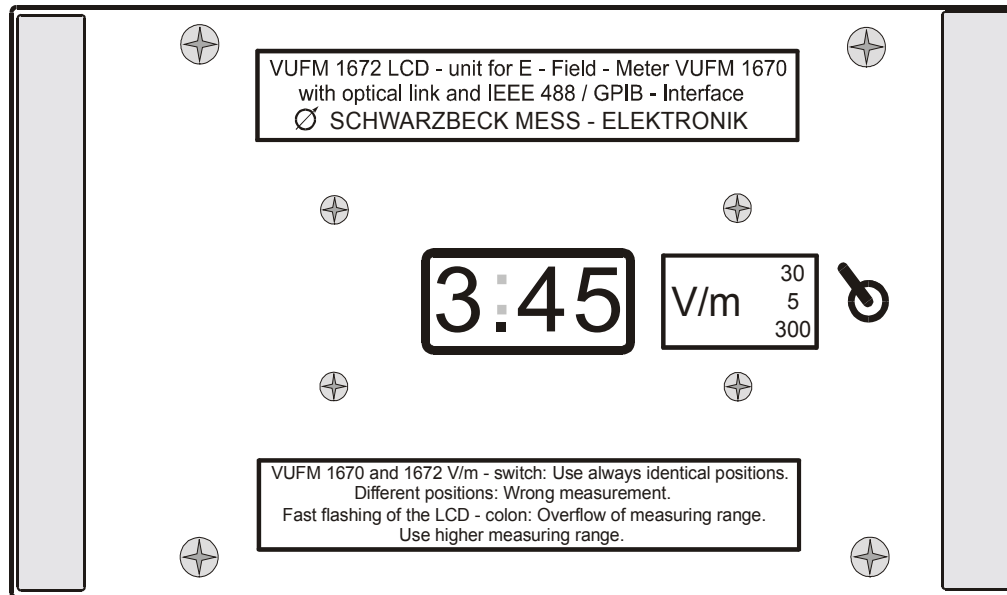 VUFM 1672 LCD - unit for E - Field - Meter VUFM 1670
with optical link and IEEE 488 / GPIB - Interface
SCHWARZBECK MESS - ELEKTRONIK
3:45
V/m
30
5
300
VUFM 1670 and 1672 V/m - switch: Use always identical positions.
Different positions: Wrong measurement.
Fast flashing of the LCD - colon: Overflow of measuring range.
Use higher measuring range.